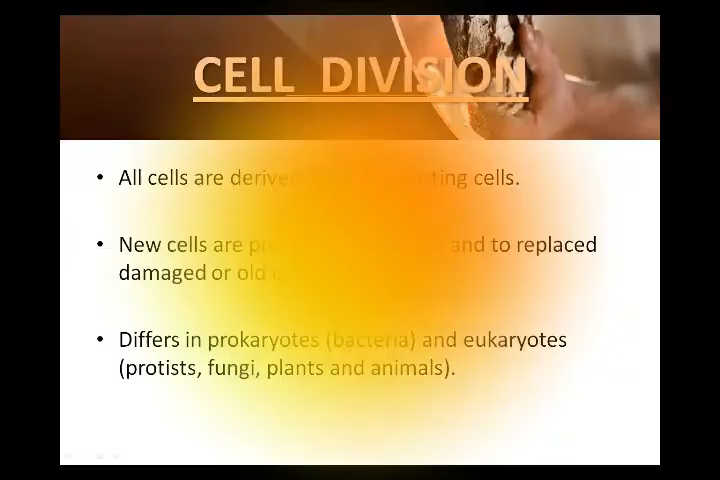 CELL DIVISION
• All cells are derived ting cells.
• New cells are and to replaced
damaged or old
• Differs in prokaryotes (bacteria) and eukaryotes
(protists, fungi, plants and animals).